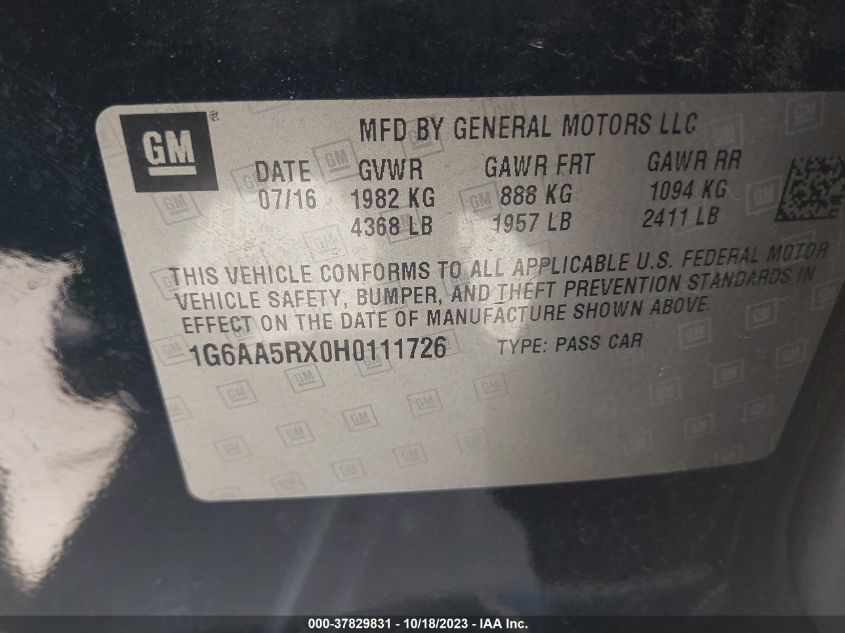 GM®
MFD BY GENERAL MOTORS LLC
DATE GVWR GAWR FRT GAWR RR
07/16 1982 KG 888 KG 1094 KG
4368 LB 1957 LB 2411 LB
THIS VEHICLE CONFORMS TO ALL APPLICABLE U.S. FEDERAL MOTOR
VEHICLE SAFETY, BUMPER, AND THEFT PREVENTION STANDARDS IN
EFFECT ON THE DATE OF MANUFACTURE SHOWN ABOVE.
1G6AA5RX0H0111726 TYPE: PASS CAR
000-37829831 - 10/18/2023 - IAA Inc.